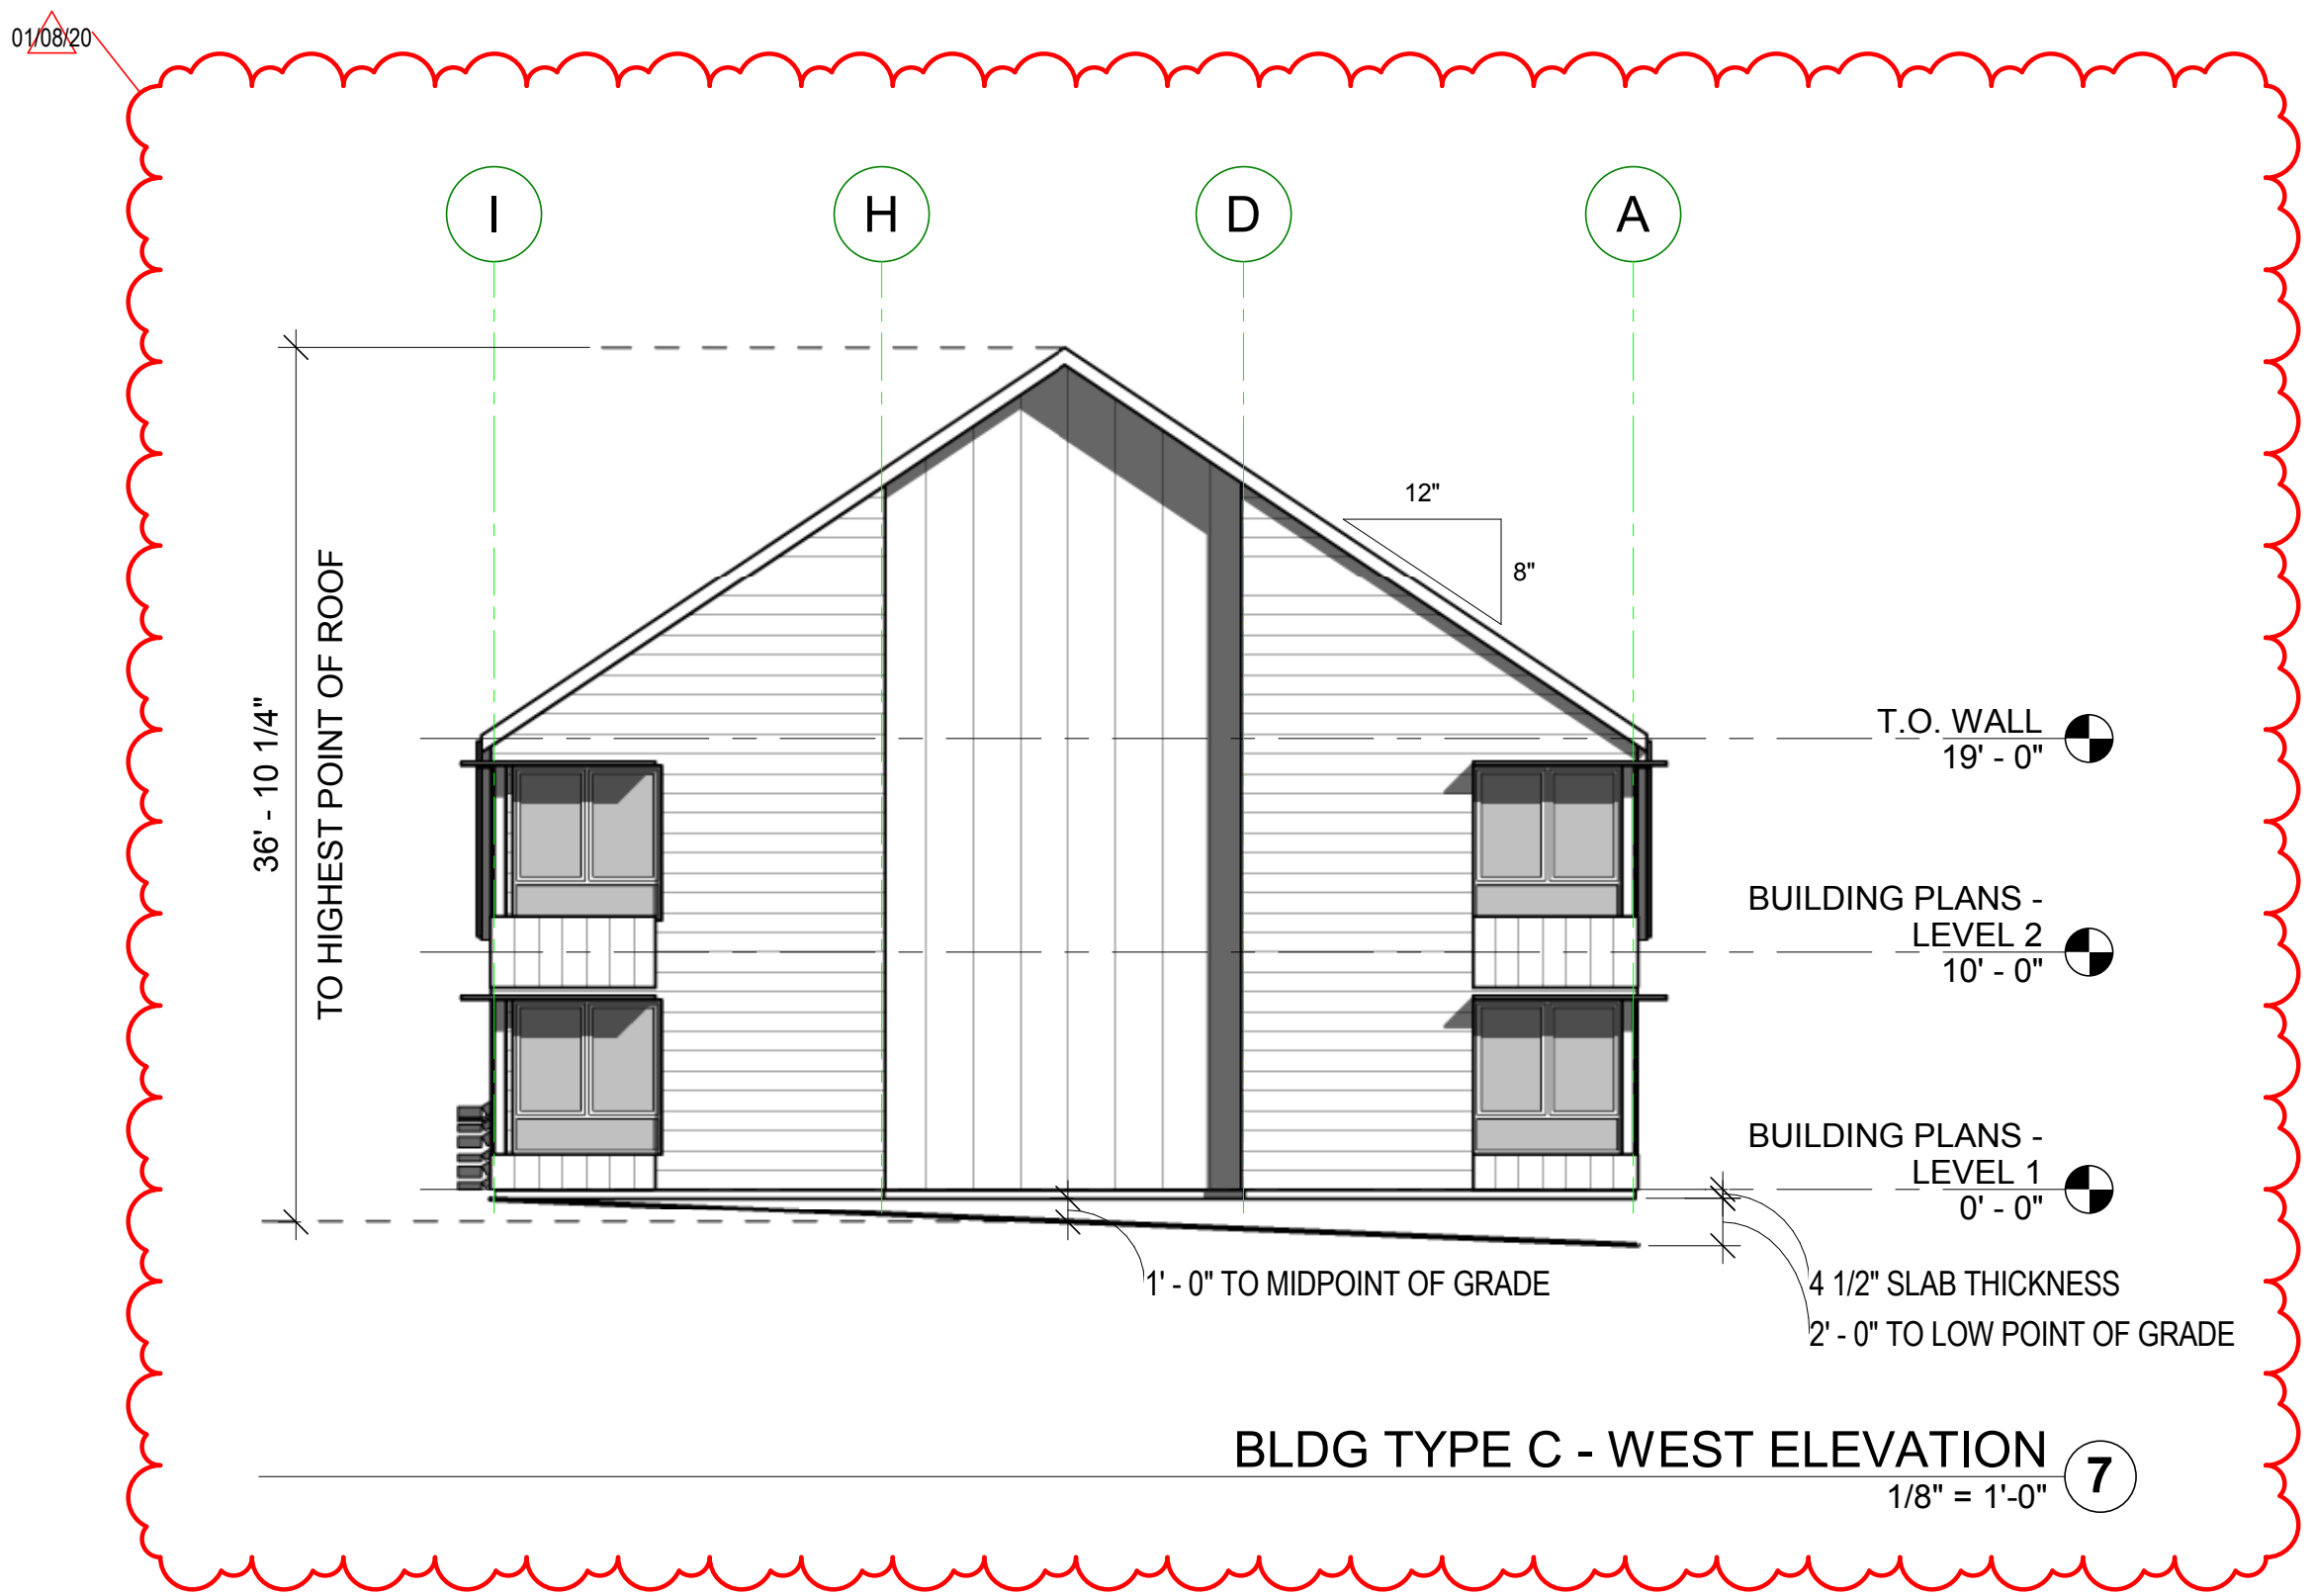 01/08/20
I
H
D
A
12"
8"
36' - 10 1/4"
TO HIGHEST POINT OF ROOF
T.O. WALL
19' - 0"
BUILDING PLANS -
LEVEL 2
10' - 0"
BUILDING PLANS -
LEVEL 1
0' - 0"
1' - 0" TO MIDPOINT OF GRADE
4 1/2" SLAB THICKNESS
2' - 0" TO LOW POINT OF GRADE
BLDG TYPE C - WEST ELEVATION
7
1/8" = 1'-0"